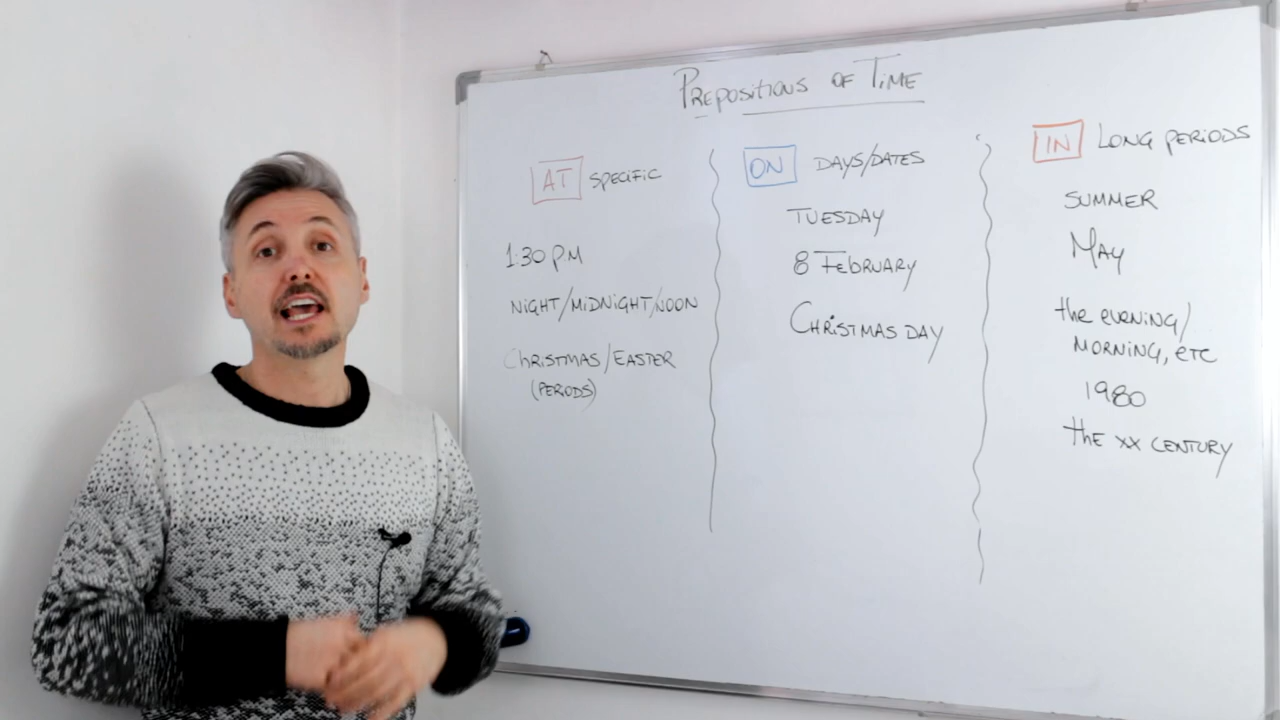 PREPOSITIONS OF TIME
AT SPECIFIC
1:30 PM
NIGHT/MIDNIGHT/NOON
CHRISTMAS/EASTER
(PERIODS)
ON DAYS/DATES
TUESDAY
8 FEBRUARY
CHRISTMAS DAY
IN LONG PERIODS
SUMMER
MAY
the evening/
MORNING, etc
1980
the XX CENTURY